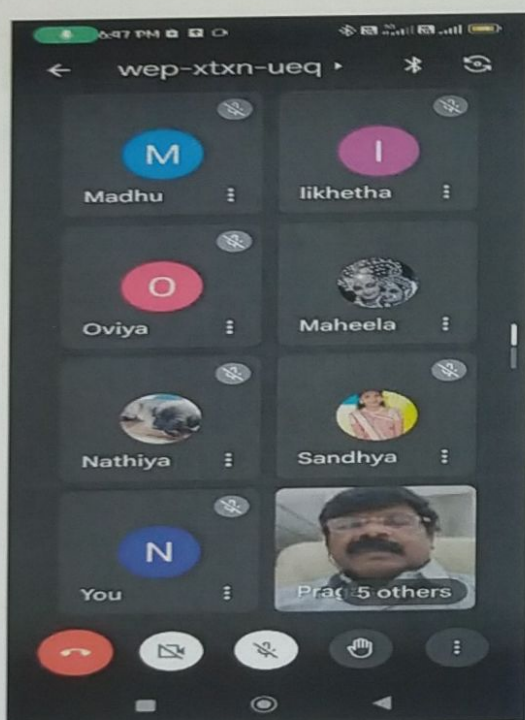 6:47 PM
wep-xtxn-ueq
M
I
Madhu
likhetha
O
Oviya
Maheela
Nathiya
Sandhya
N
You
5 others